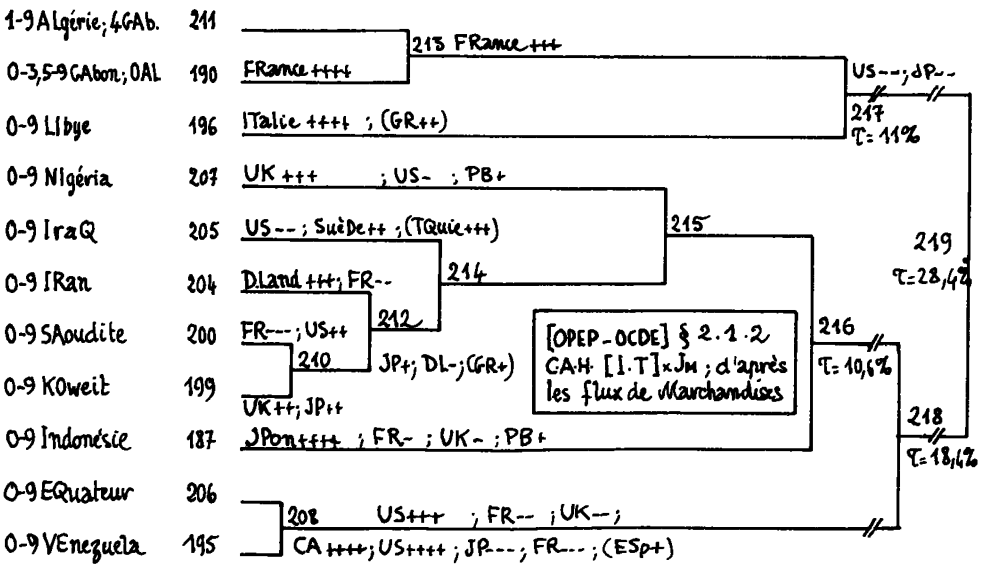 1-9 Algérie; 4GAb. 211
213 FRance +++
0-3,5-9 GAbon; 0AL 190 FRance ++++
US--; JP--
217
τ=11%
0-9 LIbye 196 ITalie ++++ ; (GR++)
0-9 NIgéria 207 UK +++ ; US- ; PB+
0-9 IraQ 205 US-- ; SuèDe++ ; (TQuie+++)
215
219
τ=28,4%
0-9 IRan 204 DLand +++; FR--
214
0-9 SAoudite 200 FR---; US++
212
210
JP+; DL-; (GR+)
[OPEP-OCDE] § 2.1.2
C.A.H. [I.T]×JM ; d'après
les flux de Marchandises
216
τ=10,6%
0-9 KOweit 199
UK++; JP++
218
τ=18,4%
0-9 Indonésie 187 JPon++++ ; FR- ; UK- ; PB+
0-9 EQuateur 206
208 US+++ ; FR-- ; UK--;
0-9 VEnezuela 195 CA ++++; US++++ ; JP---; FR---; (ESp+)